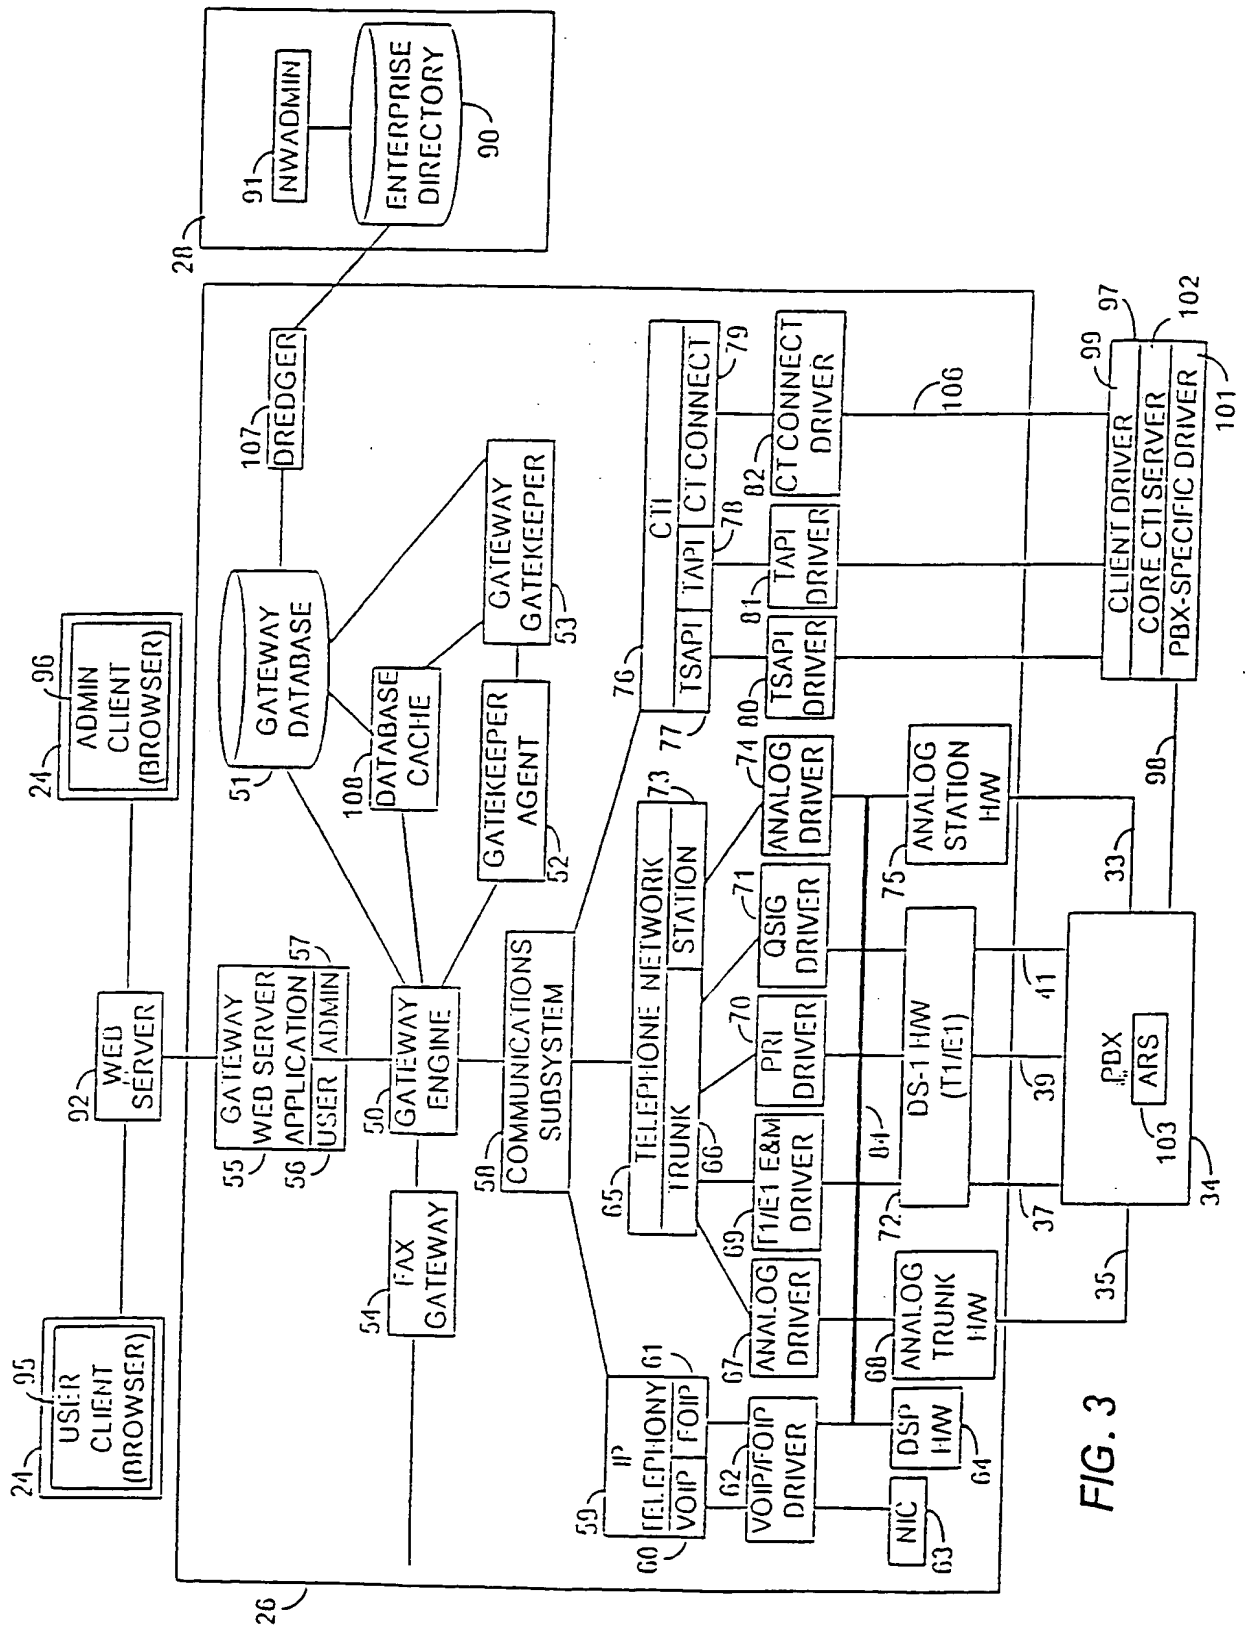 24
95
USER
CLIENT
(BROWSER)
92
WEB
SERVER
24
96
ADMIN
CLIENT
(BROWSER)
28
91
NWADMIN
ENTERPRISE
DIRECTORY
90
26
55
GATEWAY
WEB SERVER
APPLICATION
56
USER
ADMIN
57
51
GATEWAY
DATABASE
107
DREDGER
54
FAX
GATEWAY
50
GATEWAY
ENGINE
108
DATABASE
CACHE
GATEKEEPER
AGENT
52
GATEWAY
GATEKEEPER
53
58
COMMUNICATIONS
SUBSYSTEM
59
IP
TELEPHONY
60
VOIP
FOIP
61
65
TELEPHONE NETWORK
TRUNK
66
STATION
73
76
CTI
77
TSAPI
TAPI
78
CT CONNECT
79
62
VOIP/FOIP
DRIVER
67
ANALOG
DRIVER
69
T1/E1 E&M
DRIVER
70
PRI
DRIVER
71
QSIG
DRIVER
74
ANALOG
DRIVER
80
TSAPI
DRIVER
81
TAPI
DRIVER
82
CT CONNECT
DRIVER
84
NIC
63
DSP
H/W
64
68
ANALOG
TRUNK
H/W
72
DS-1 H/W
(T1/E1)
75
ANALOG
STATION
H/W
106
35
37
39
41
33
98
PBX
ARS
103
34
99
97
CLIENT DRIVER
CORE CTI SERVER
102
PBX-SPECIFIC DRIVER
101
FIG. 3